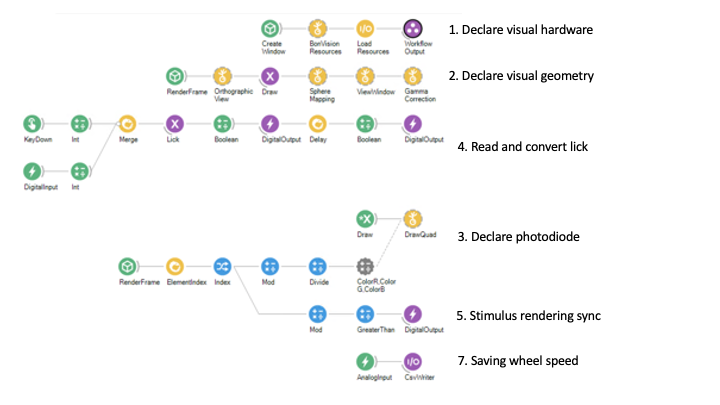 Create Window
BonVision Resources
Load Resources
Workflow Output
1. Declare visual hardware
RenderFrame
Orthographic View
Draw
Sphere Mapping
ViewWindow
Gamma Correction
2. Declare visual geometry
KeyDown
Int
Merge
Lick
Boolean
DigitalOutput
Delay
Boolean
DigitalOutput
4. Read and convert lick
DigitalInput
Int
Draw
DrawQuad
3. Declare photodiode
RenderFrame
ElementIndex
Index
Mod
Divide
ColorR,Color
G,ColorB
Mod
GreaterThan
DigitalOutput
5. Stimulus rendering sync
AnalogInput
CsvWriter
7. Saving wheel speed